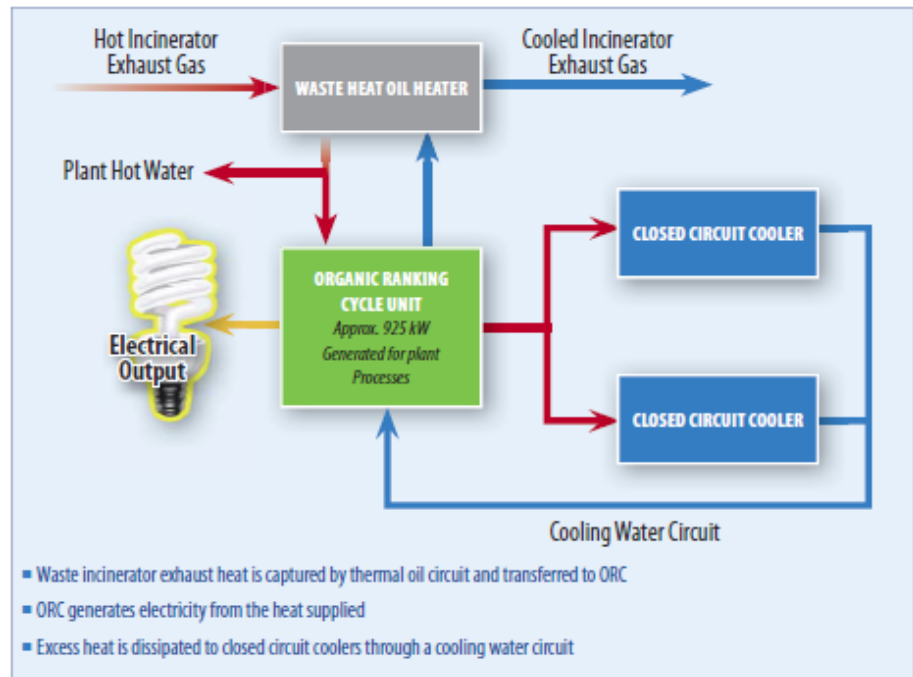 Hot Incinerator
Exhaust Gas
WASTE HEAT OIL HEATER
Cooled Incinerator
Exhaust Gas
Plant Hot Water
ORGANIC RANKING
CYCLE UNIT
Approx. 925 kW
Generated for plant
Processes
Electrical
Output
CLOSED CIRCUIT COOLER
CLOSED CIRCUIT COOLER
Cooling Water Circuit
Waste incinerator exhaust heat is captured by thermal oil circuit and transferred to ORC
ORC generates electricity from the heat supplied
Excess heat is dissipated to closed circuit coolers through a cooling water circuit